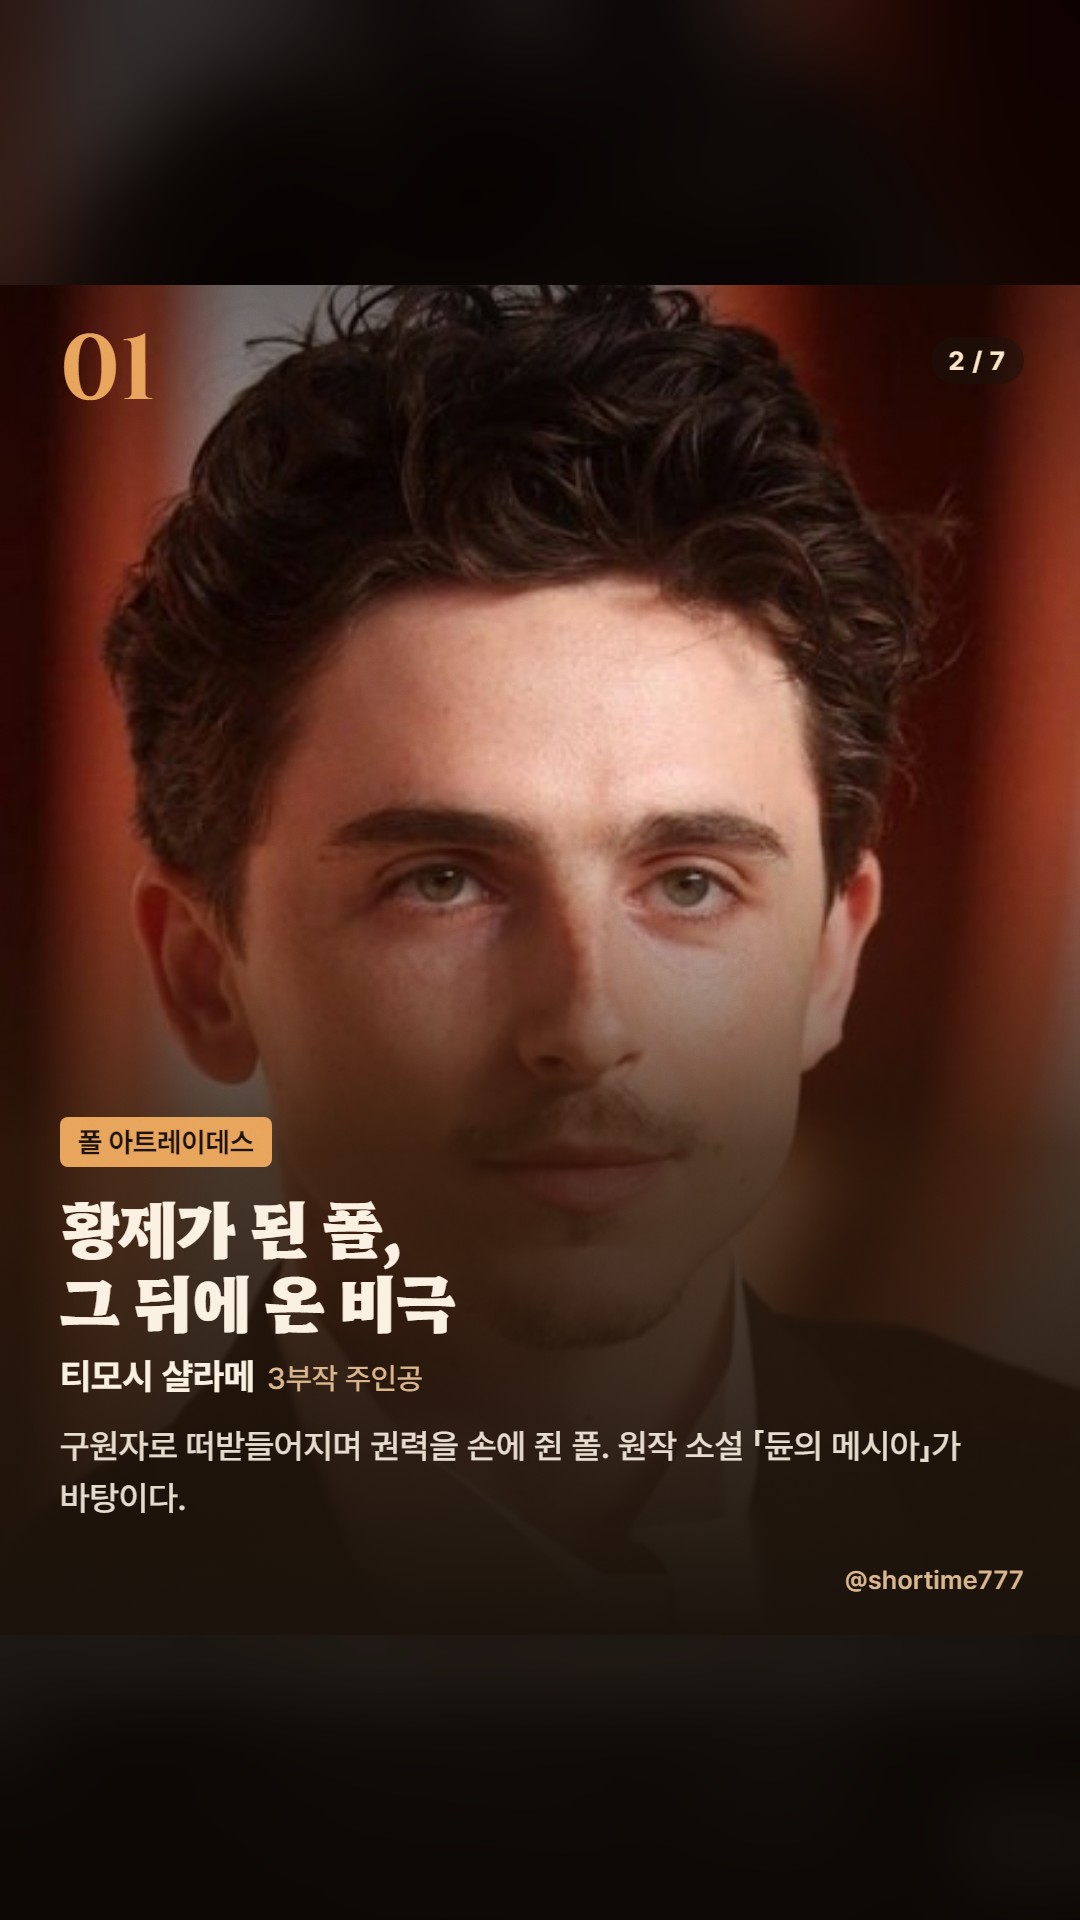 01
2 / 7
폴 아트레이데스
황제가 된 폴,
그 뒤에 온 비극
티모시 샬라메 3부작 주인공
구원자로 떠받들어지며 권력을 손에 쥔 폴. 원작 소설 「듄의 메시아」가
바탕이다.
@shortime777